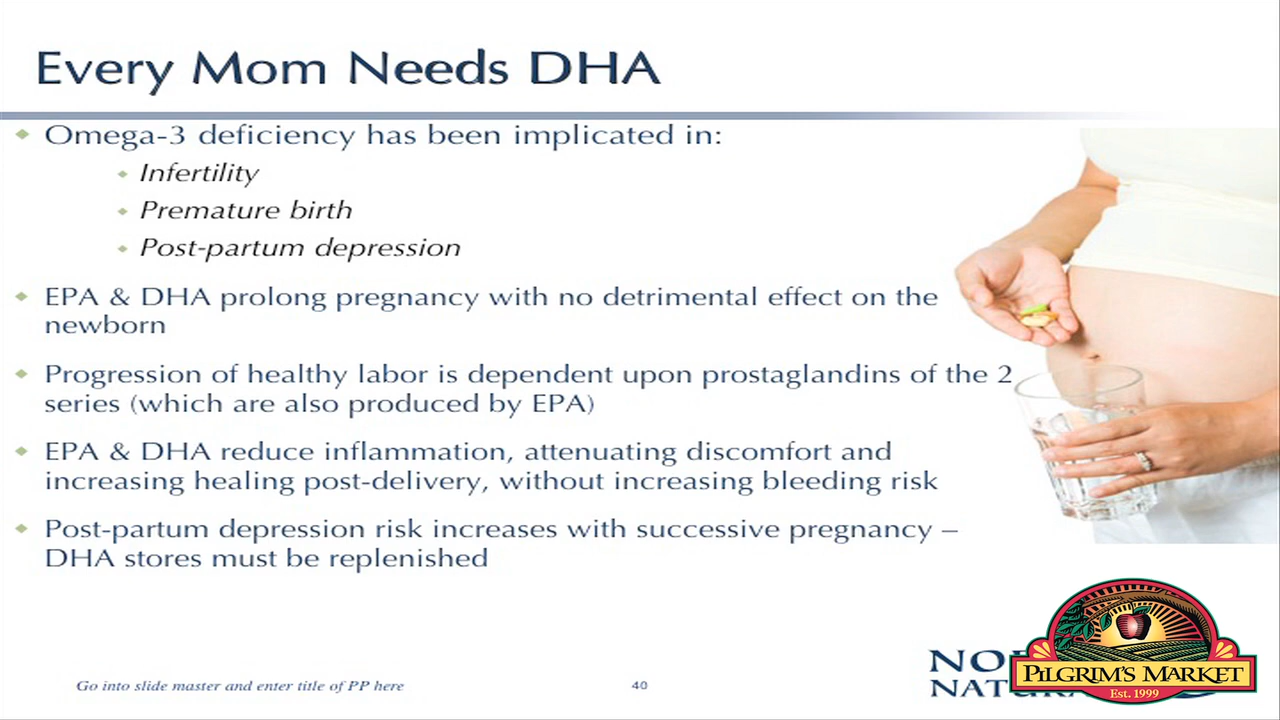 Every Mom Needs DHA
Omega-3 deficiency has been implicated in:
Infertility
Premature birth
Post-partum depression
EPA & DHA prolong pregnancy with no detrimental effect on the
newborn
Progression of healthy labor is dependent upon prostaglandins of the 2
series (which are also produced by EPA)
EPA & DHA reduce inflammation, attenuating discomfort and
increasing healing post-delivery, without increasing bleeding risk
Post-partum depression risk increases with successive pregnancy –
DHA stores must be replenished
Go into slide master and enter title of PP here
40
PILGRIM'S MARKET
Est. 1999